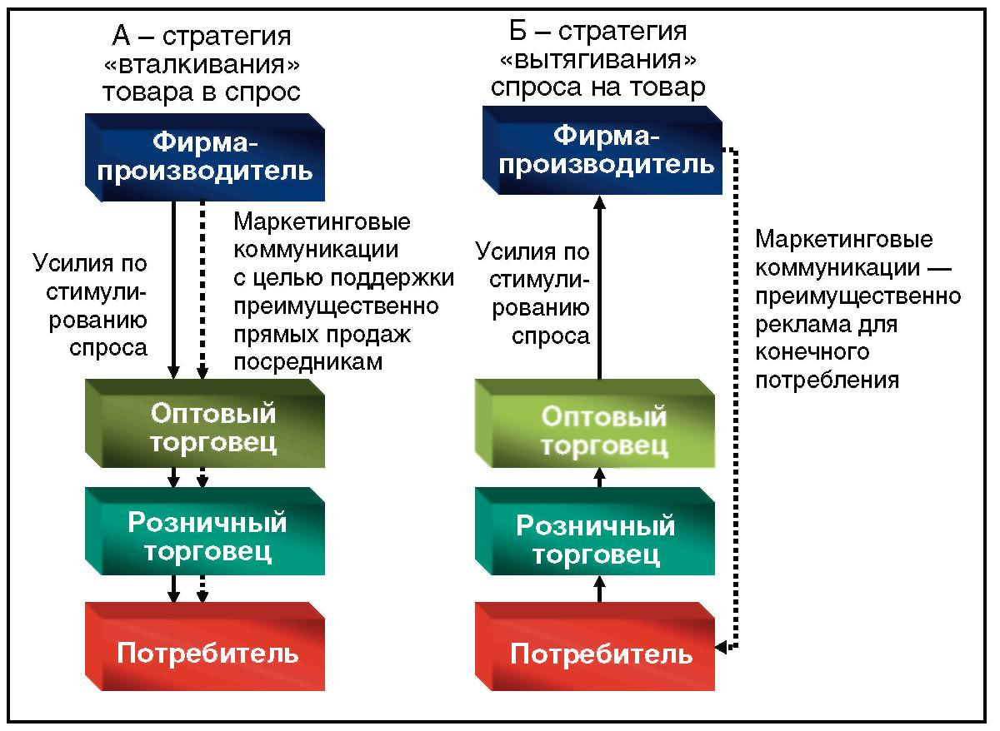 А – стратегия
«вталкивания»
товара в спрос
Фирма-
производитель
Усилия по
стимули-
рованию
спроса
Маркетинговые
коммуникации
с целью поддержки
преимущественно
прямых продаж
посредникам
Оптовый
торговец
Розничный
торговец
Потребитель
Б – стратегия
«вытягивания»
спроса на товар
Фирма-
производитель
Усилия по
стимули-
рованию
спроса
Маркетинговые
коммуникации —
преимущественно
реклама для
конечного
потребления
Оптовый
торговец
Розничный
торговец
Потребитель